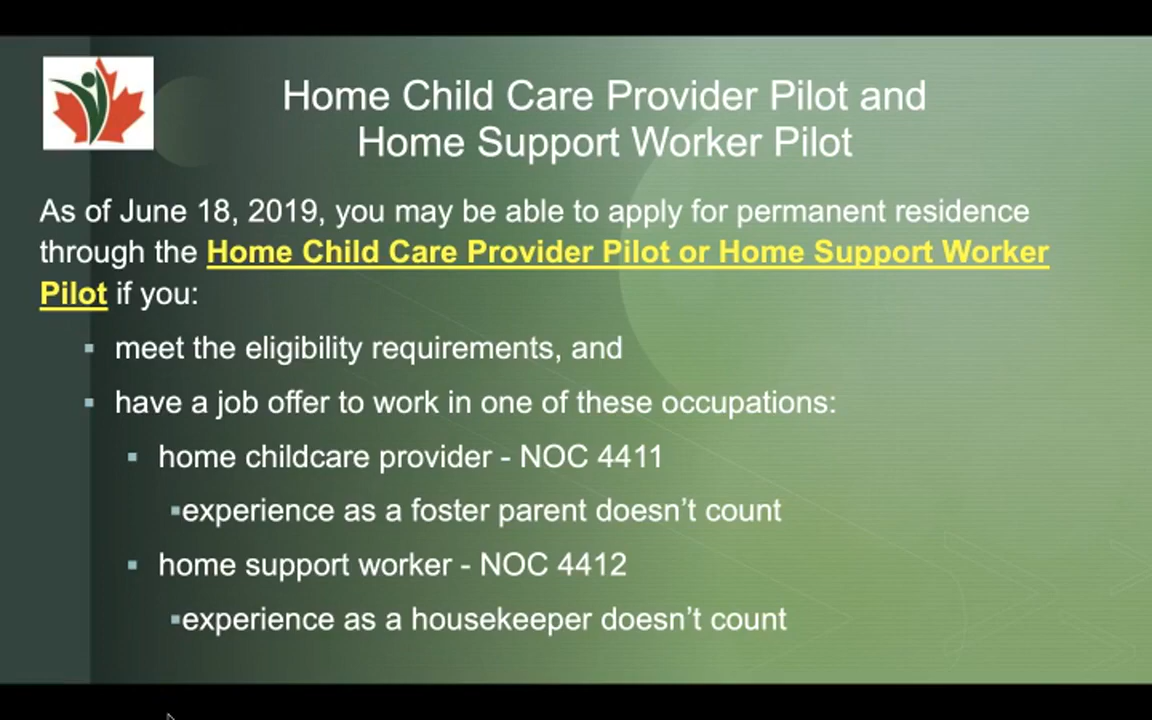 Home Child Care Provider Pilot and
Home Support Worker Pilot
As of June 18, 2019, you may be able to apply for permanent residence
through the Home Child Care Provider Pilot or Home Support Worker
Pilot if you:
▪ meet the eligibility requirements, and
▪ have a job offer to work in one of these occupations:
▪ home childcare provider - NOC 4411
▪experience as a foster parent doesn’t count
▪ home support worker - NOC 4412
▪experience as a housekeeper doesn’t count